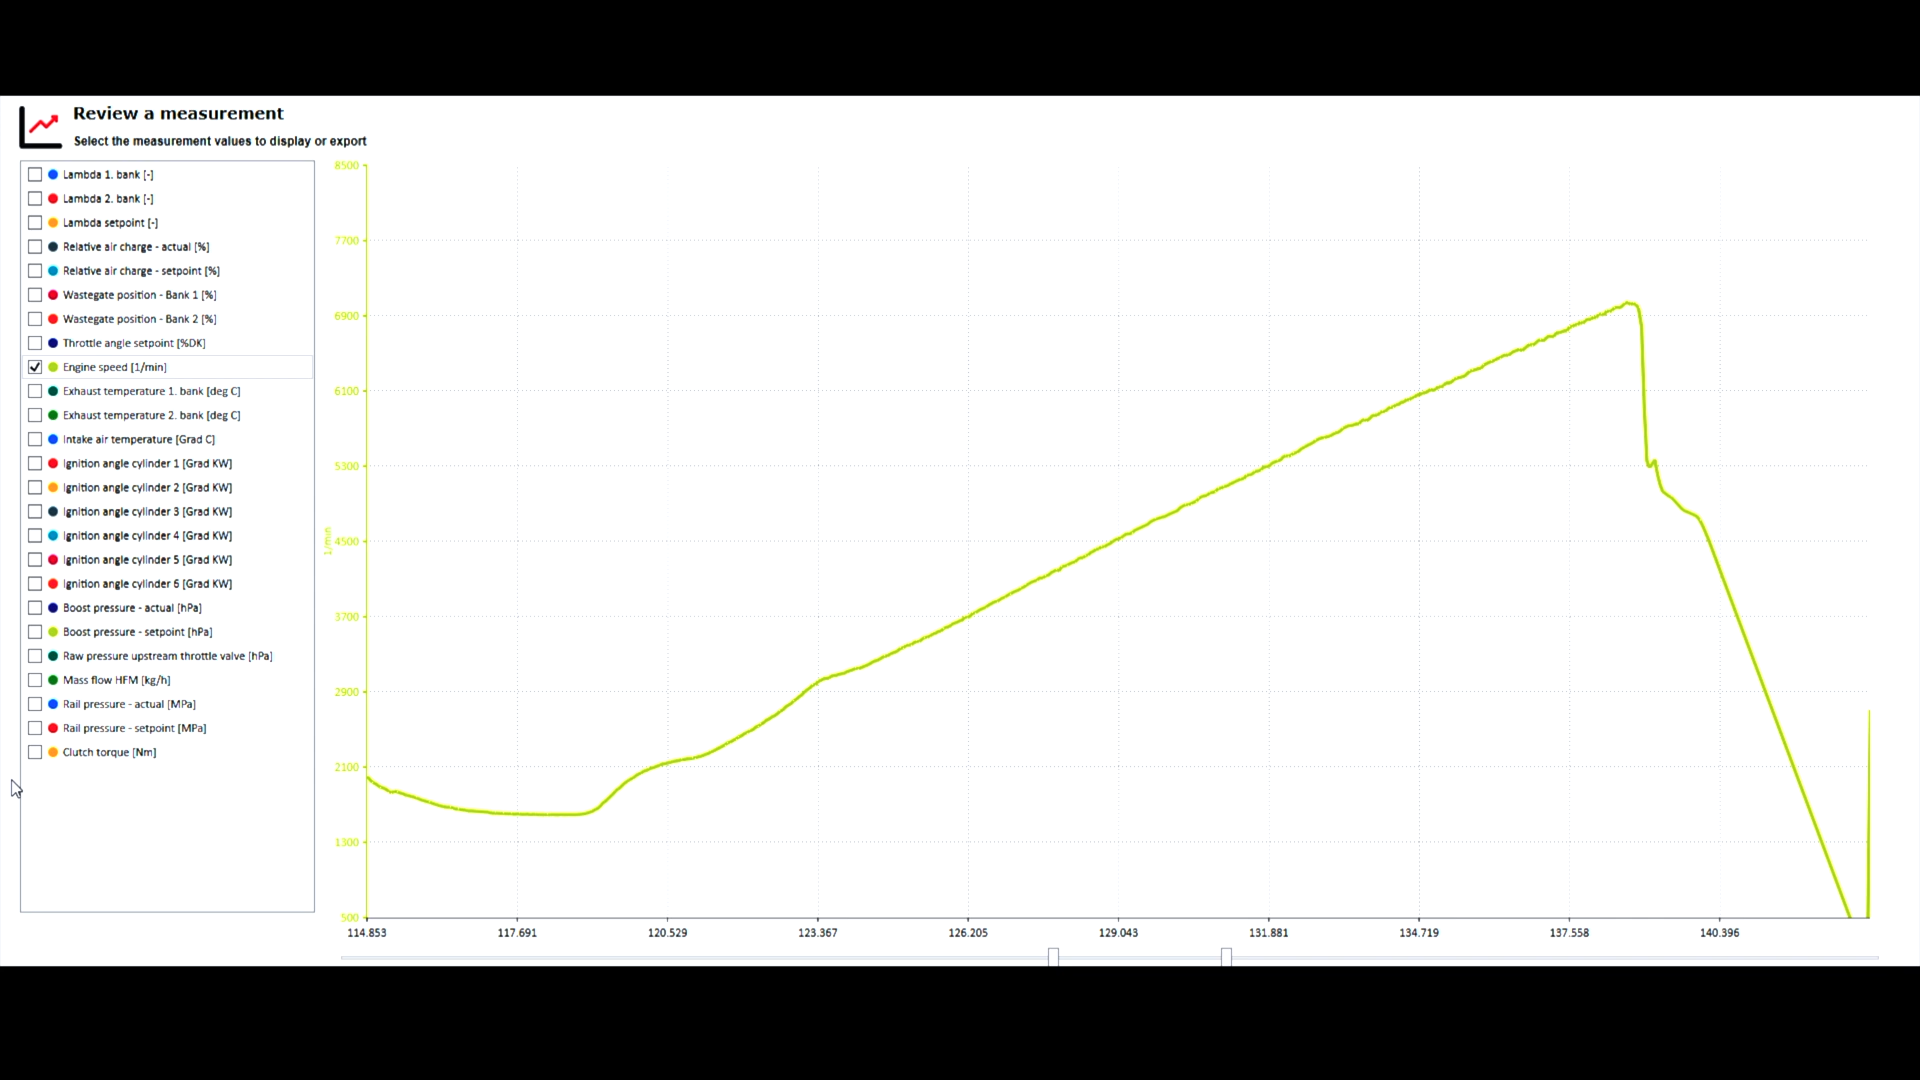 Review a measurement
Select the measurement values to display or export
Lambda 1. bank [-]
Lambda 2. bank [-]
Lambda setpoint [-]
Relative air charge - actual [%]
Relative air charge - setpoint [%]
Wastegate position - Bank 1 [%]
Wastegate position - Bank 2 [%]
Throttle angle setpoint [%DK]
Engine speed [1/min]
Exhaust temperature 1. bank [deg C]
Exhaust temperature 2. bank [deg C]
Intake air temperature [Grad C]
Ignition angle cylinder 1 [Grad KW]
Ignition angle cylinder 2 [Grad KW]
Ignition angle cylinder 3 [Grad KW]
Ignition angle cylinder 4 [Grad KW]
Ignition angle cylinder 5 [Grad KW]
Ignition angle cylinder 6 [Grad KW]
Boost pressure - actual [hPa]
Boost pressure - setpoint [hPa]
Raw pressure upstream throttle valve [hPa]
Mass flow HFM [kg/h]
Rail pressure - actual [MPa]
Rail pressure - setpoint [MPa]
Clutch torque [Nm]
1/min
8500
7700
6900
6100
5300
4500
3700
2900
2100
1300
500
114.853 117.691 120.529 123.367 126.205 129.043 131.881 134.719 137.558 140.396